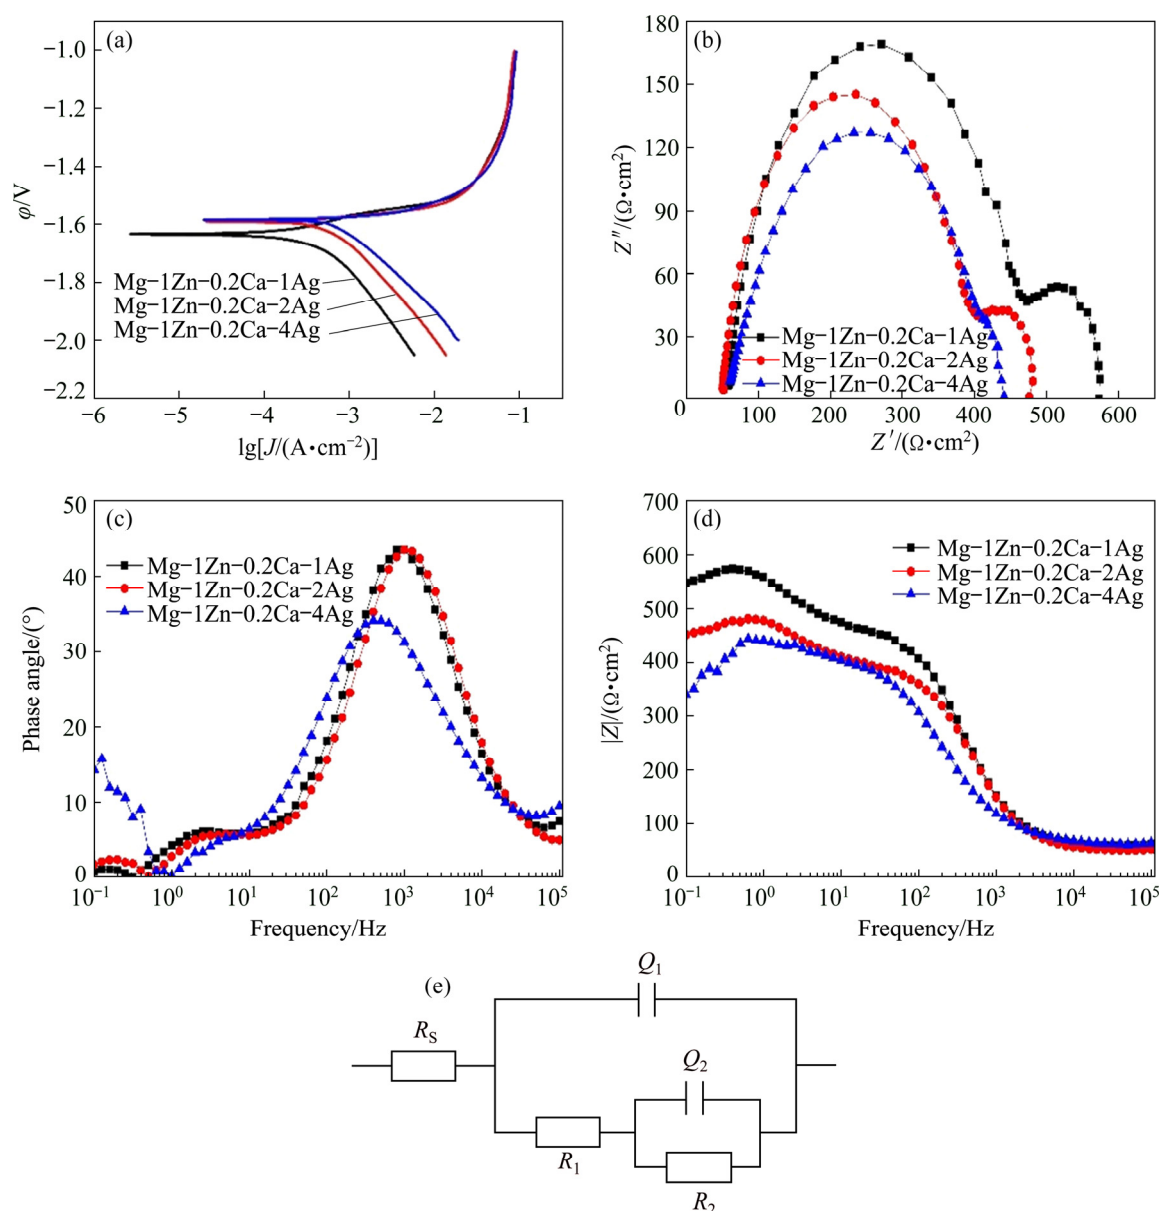 (a)
−1.0
−1.2
−1.4
−1.6
−1.8
−2.0
−2.2
φ/V
Mg−1Zn−0.2Ca−1Ag
Mg−1Zn−0.2Ca−2Ag
Mg−1Zn−0.2Ca−4Ag
−6 −5 −4 −3 −2 −1
lg[J/(A•cm−2)]
(b)
180
150
120
90
60
30
0
Z″/(Ω•cm2)
Mg−1Zn−0.2Ca−1Ag
Mg−1Zn−0.2Ca−2Ag
Mg−1Zn−0.2Ca−4Ag
100 200 300 400 500 600
Z′/(Ω•cm2)
(c)
50
40
30
20
10
0
Phase angle/(°)
Mg−1Zn−0.2Ca−1Ag
Mg−1Zn−0.2Ca−2Ag
Mg−1Zn−0.2Ca−4Ag
10−1 100 101 102 103 104 105
Frequency/Hz
(d)
700
600
500
400
300
200
100
0
|Z|/(Ω•cm2)
Mg−1Zn−0.2Ca−1Ag
Mg−1Zn−0.2Ca−2Ag
Mg−1Zn−0.2Ca−4Ag
10−1 100 101 102 103 104 105
Frequency/Hz
(e)
Q1
RS
Q2
R1
R2